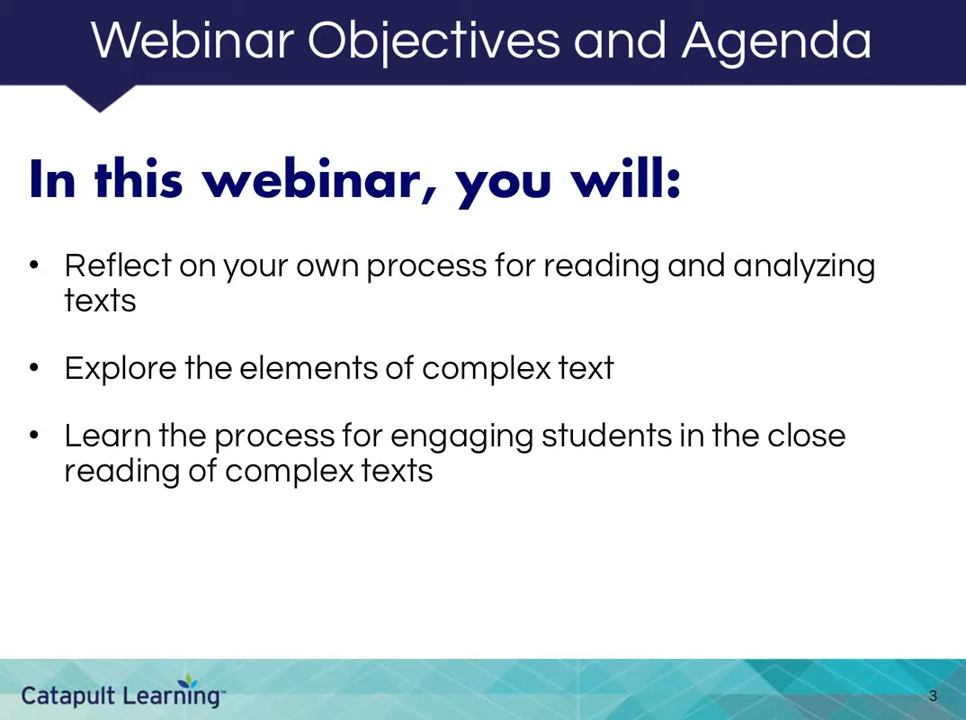 Webinar Objectives and Agenda
In this webinar, you will:
• Reflect on your own process for reading and analyzing
texts
• Explore the elements of complex text
• Learn the process for engaging students in the close
reading of complex texts
Catapult Learning™
3